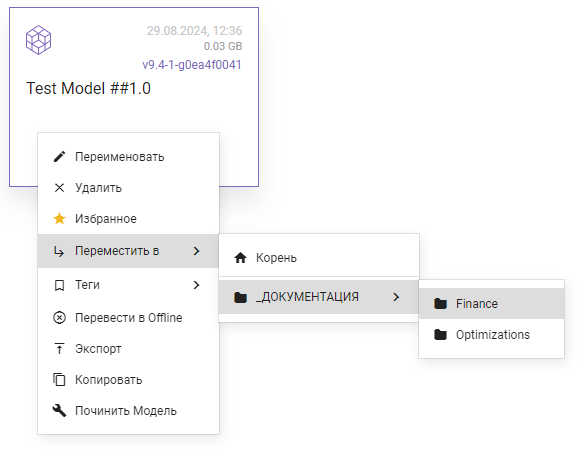 29.08.2024, 12:36
0.03 GB
v9.4-1-g0ea4f0041
Test Model ##1.0
Переименовать
Удалить
Избранное
Переместить в
Теги
Перевести в Offline
Экспорт
Копировать
Починить Модель
Корень
_ДОКУМЕНТАЦИЯ
Finance
Optimizations